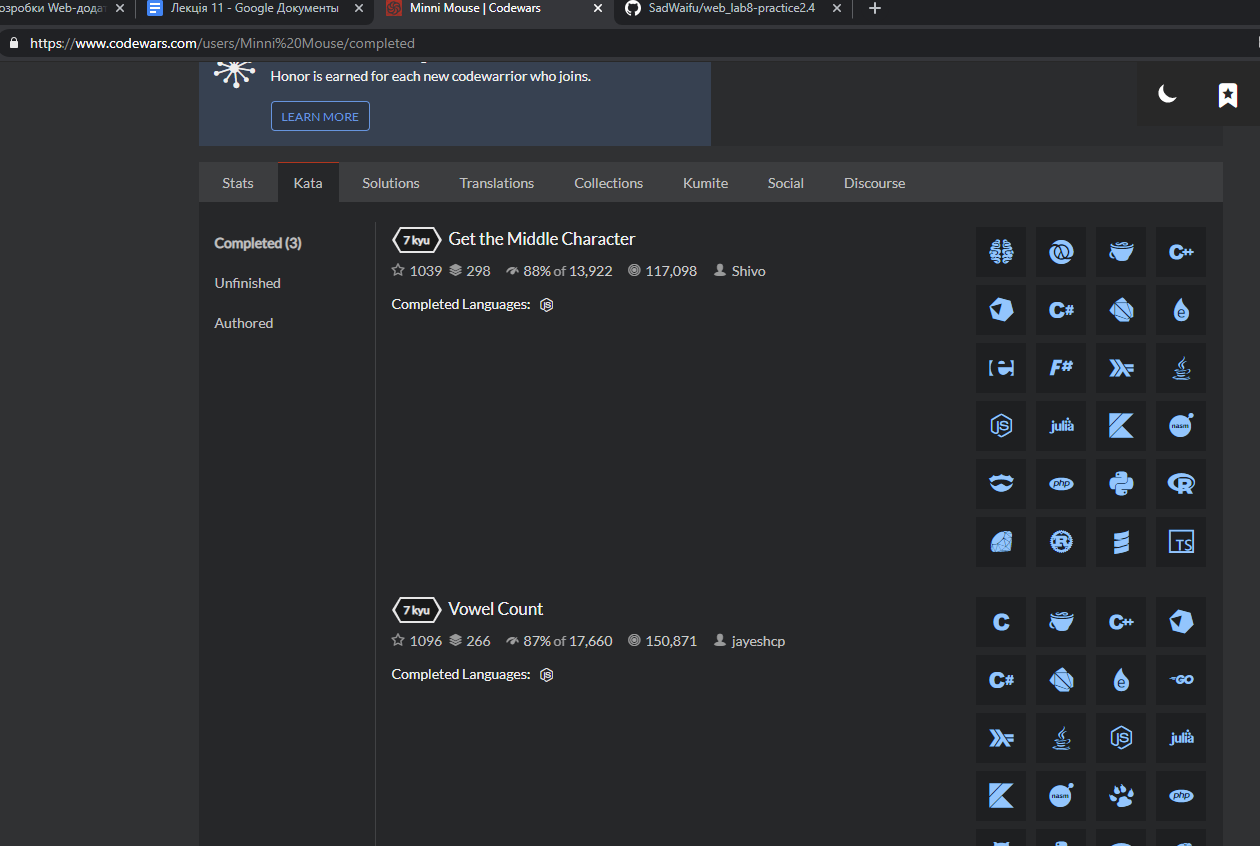 озробки Web-дода
Лекція 11 - Google Документы
Minni Mouse | Codewars
SadWaifu/web_lab8-practice2.4
https://www.codewars.com/users/Minni%20Mouse/completed
Honor is earned for each new codewarrior who joins.
LEARN MORE
Stats Kata Solutions Translations Collections Kumite Social Discourse
Completed (3)
Unfinished
Authored
7 kyu Get the Middle Character
1039 298 88% of 13,922 117,098 Shivo
Completed Languages: JS
C++
C# e
F#
JS julia nasm
php R
R TS
7 kyu Vowel Count
1096 266 87% of 17,660 150,871 jayeshcp
Completed Languages: JS
C C++
C# e GO
JS julia
nasm php